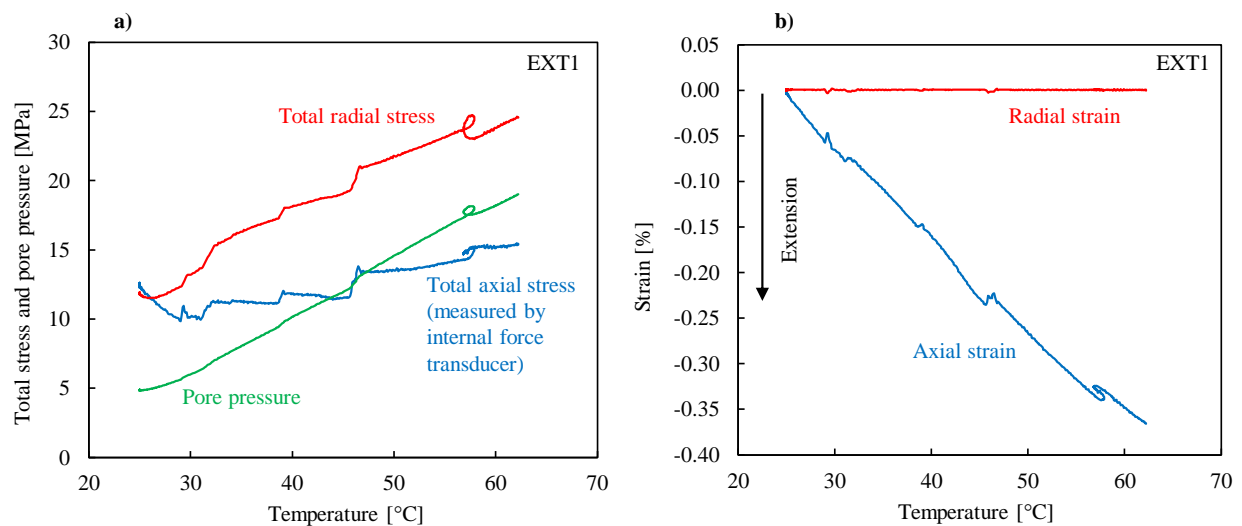 a)
Total stress and pore pressure [MPa]
30
25
20
15
10
5
0
EXT1
Total radial stress
Total axial stress
(measured by
internal force
transducer)
Pore pressure
20
30
40
50
60
70
Temperature [°C]
b)
Strain [%]
0.05
0.00
-0.05
-0.10
-0.15
-0.20
-0.25
-0.30
-0.35
-0.40
EXT1
Radial strain
Extension
Axial strain
20
30
40
50
60
70
Temperature [°C]